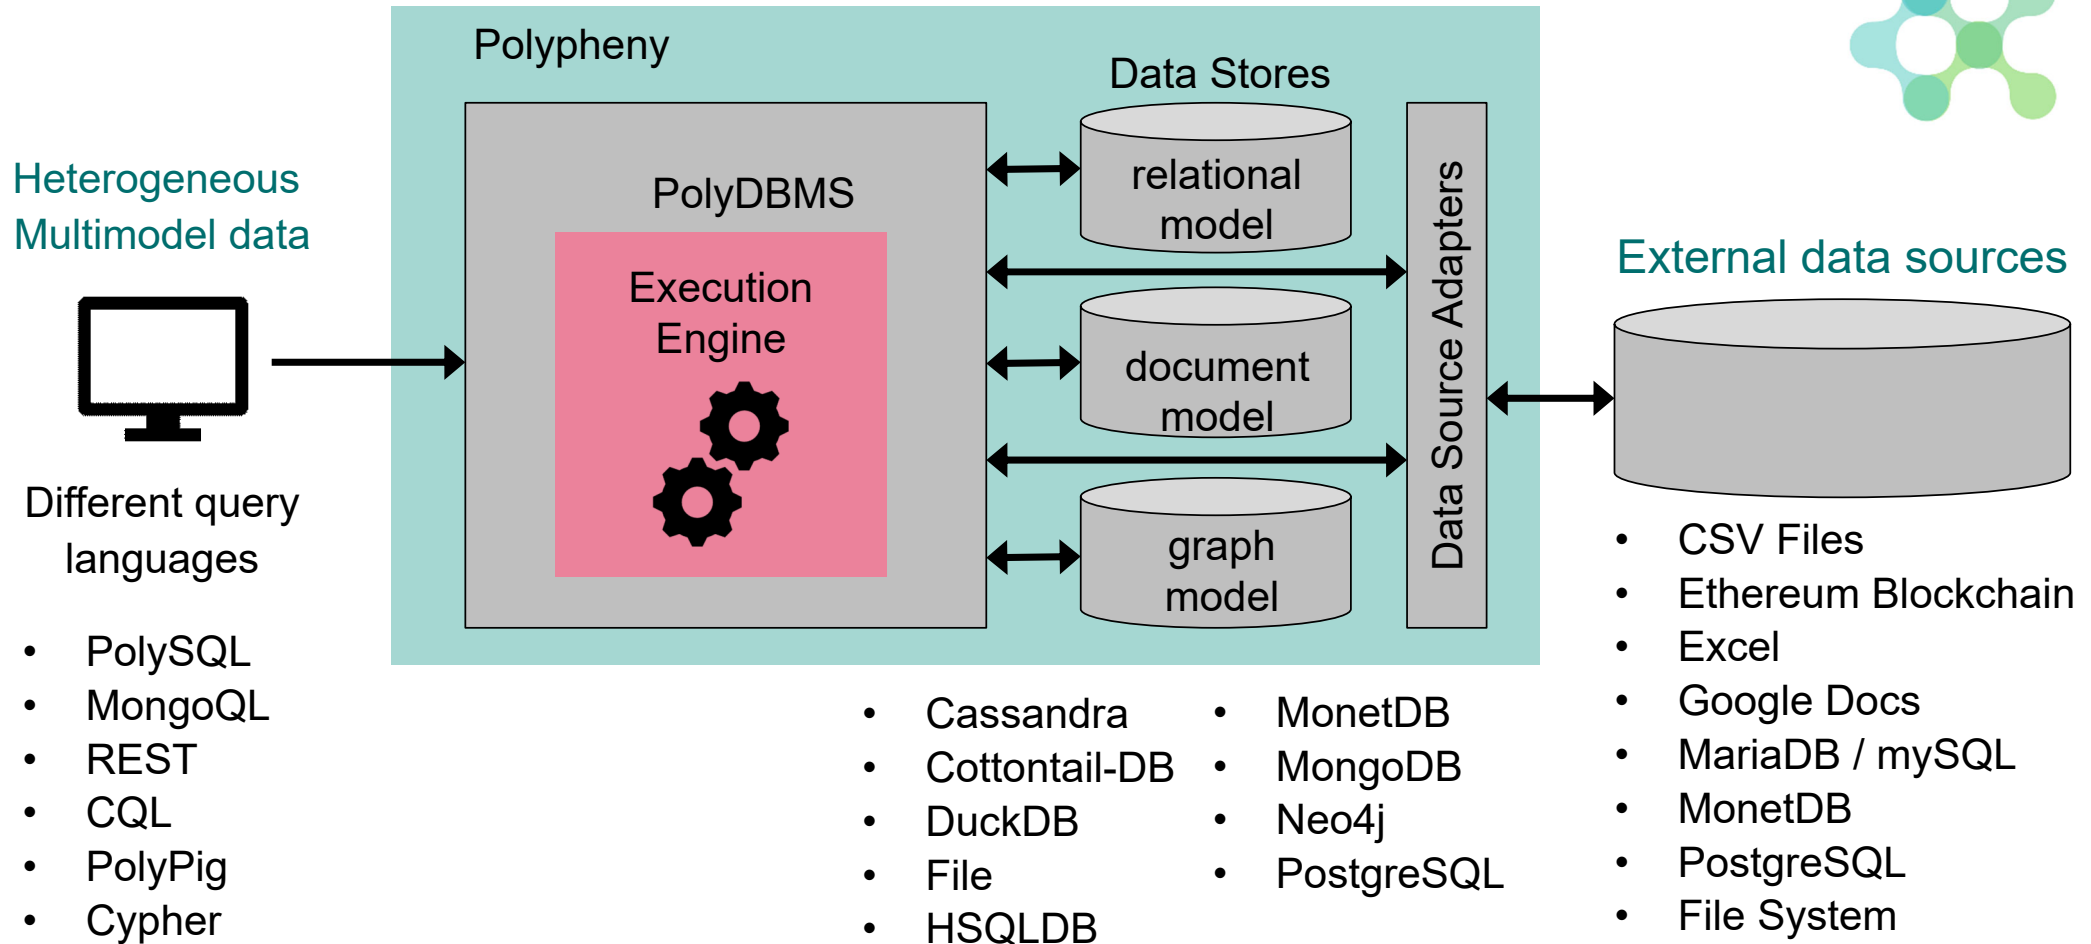 Polypheny
Data Stores
Heterogeneous
Multimodel data
PolyDBMS
Execution
Engine
relational
model
document
model
graph
model
Data Source Adapters
External data sources
Different query
languages
• PolySQL
• MongoQL
• REST
• CQL
• PolyPig
• Cypher
• Cassandra
• Cottontail-DB
• DuckDB
• File
• HSQLDB
• MonetDB
• MongoDB
• Neo4j
• PostgreSQL
• CSV Files
• Ethereum Blockchain
• Excel
• Google Docs
• MariaDB / mySQL
• MonetDB
• PostgreSQL
• File System